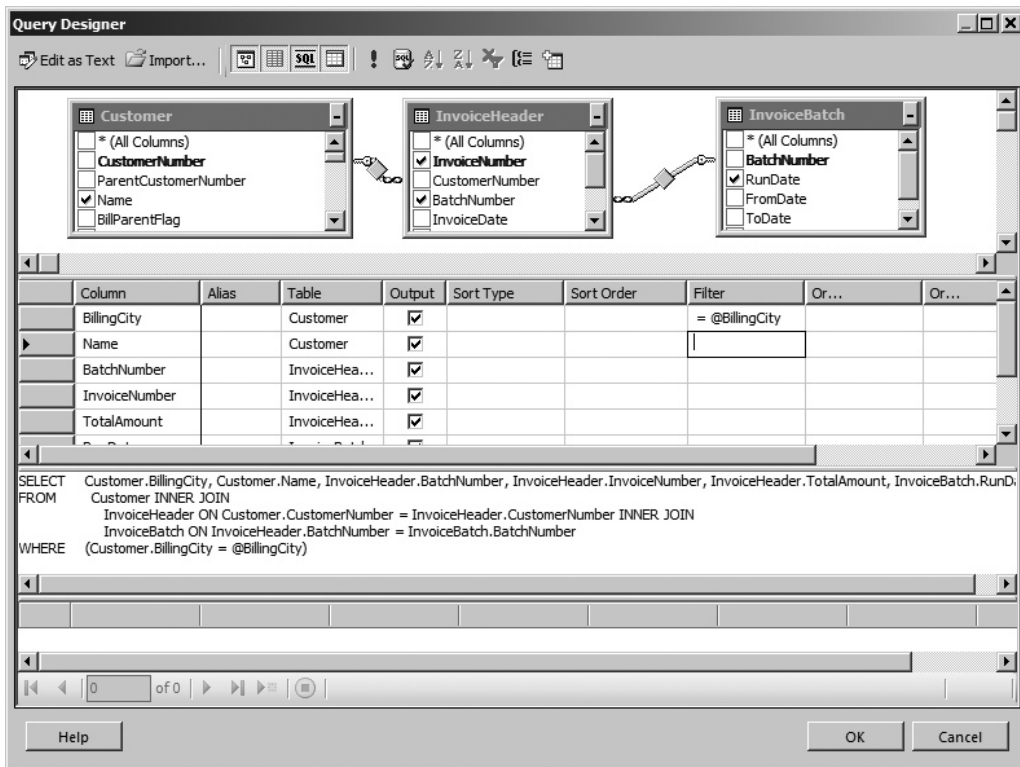 Query Designer
Edit as Text Import... SQL
Customer
* (All Columns)
CustomerNumber
ParentCustomerNumber
Name
BillParentFlag
InvoiceHeader
* (All Columns)
InvoiceNumber
CustomerNumber
BatchNumber
InvoiceDate
InvoiceBatch
* (All Columns)
BatchNumber
RunDate
FromDate
ToDate
Column Alias Table Output Sort Type Sort Order Filter Or... Or...
BillingCity Customer = @BillingCity
Name Customer
BatchNumber InvoiceHea...
InvoiceNumber InvoiceHea...
TotalAmount InvoiceHea...
SELECT Customer.BillingCity, Customer.Name, InvoiceHeader.BatchNumber, InvoiceHeader.InvoiceNumber, InvoiceHeader.TotalAmount, InvoiceBatch.RunDa
FROM Customer INNER JOIN
InvoiceHeader ON Customer.CustomerNumber = InvoiceHeader.CustomerNumber INNER JOIN
InvoiceBatch ON InvoiceHeader.BatchNumber = InvoiceBatch.BatchNumber
WHERE (Customer.BillingCity = @BillingCity)
0 of 0
Help OK Cancel